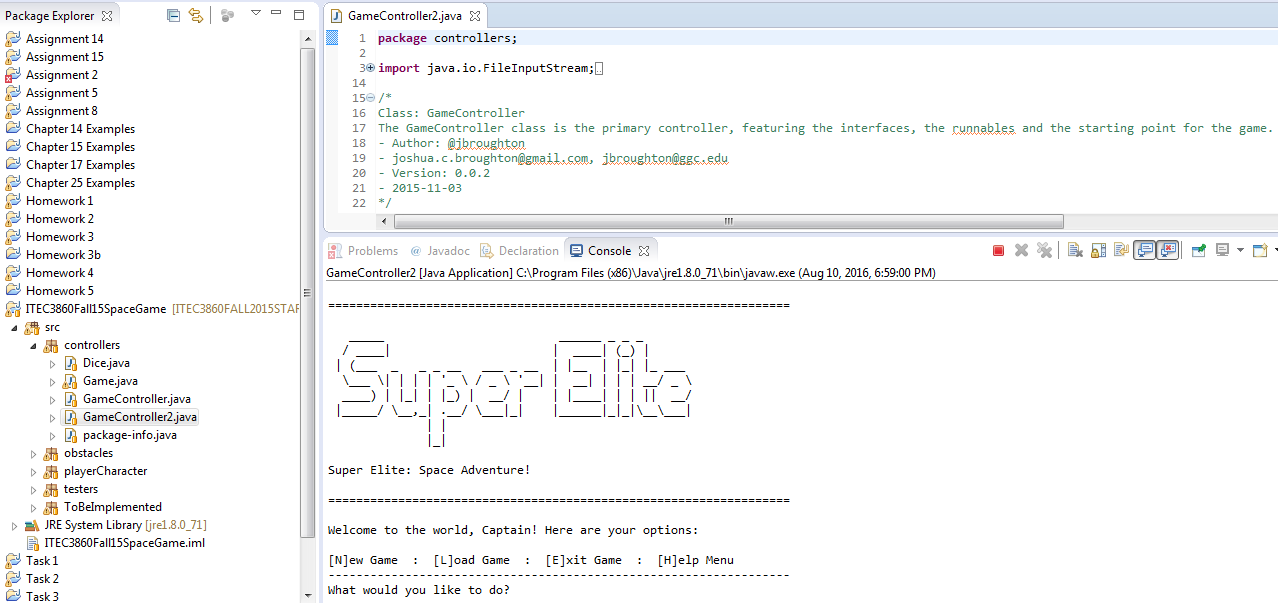 Package Explorer
Assignment 14
Assignment 15
Assignment 2
Assignment 5
Assignment 8
Chapter 14 Examples
Chapter 15 Examples
Chapter 17 Examples
Chapter 25 Examples
Homework 1
Homework 2
Homework 3
Homework 3b
Homework 4
Homework 5
ITEC3860Fall15SpaceGame [ITEC3860FALL2015STAF
src
controllers
Dice.java
Game.java
GameController.java
GameController2.java
package-info.java
obstacles
playerCharacter
testers
ToBeImplemented
JRE System Library [jre1.8.0_71]
ITEC3860Fall15SpaceGame.iml
Task 1
Task 2
Task 3
GameController2.java
1 package controllers;
2
3 import java.io.FileInputStream;
14
15 /*
16 Class: GameController
17 The GameController class is the primary controller, featuring the interfaces, the runnables and the starting point for the game.
18 - Author: @jbroughton
19 - joshua.c.broughton@gmail.com, jbroughton@ggc.edu
20 - Version: 0.0.2
21 - 2015-11-03
22 */
Problems @ Javadoc Declaration Console
GameController2 [Java Application] C:\Program Files (x86)\Java\jre1.8.0_71\bin\javaw.exe (Aug 10, 2016, 6:59:00 PM)
==================================================================
Super Elite
Super Elite: Space Adventure!
==================================================================
Welcome to the world, Captain! Here are your options:
[N]ew Game : [L]oad Game : [E]xit Game : [H]elp Menu
------------------------------------------------------------------
What would you like to do?